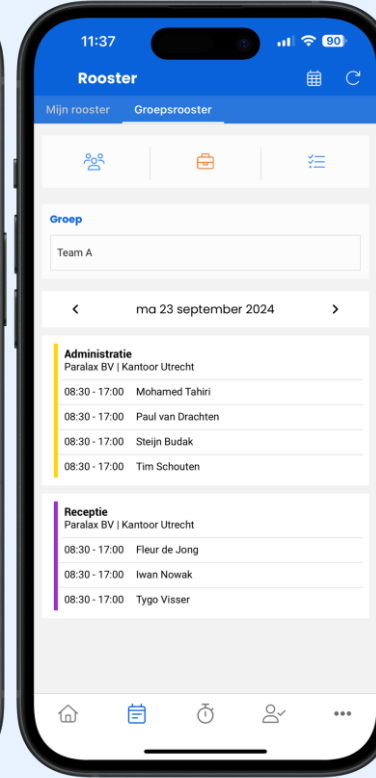 11:37
90
Rooster
Mijn rooster Groepsrooster
Groep
Team A
ma 23 september 2024
Administratie
Paralax BV | Kantoor Utrecht
08:30 - 17:00 Mohamed Tahiri
08:30 - 17:00 Paul van Drachten
08:30 - 17:00 Steijn Budak
08:30 - 17:00 Tim Schouten
Receptie
Paralax BV | Kantoor Utrecht
08:30 - 17:00 Fleur de Jong
08:30 - 17:00 Iwan Nowak
08:30 - 17:00 Tygo Visser